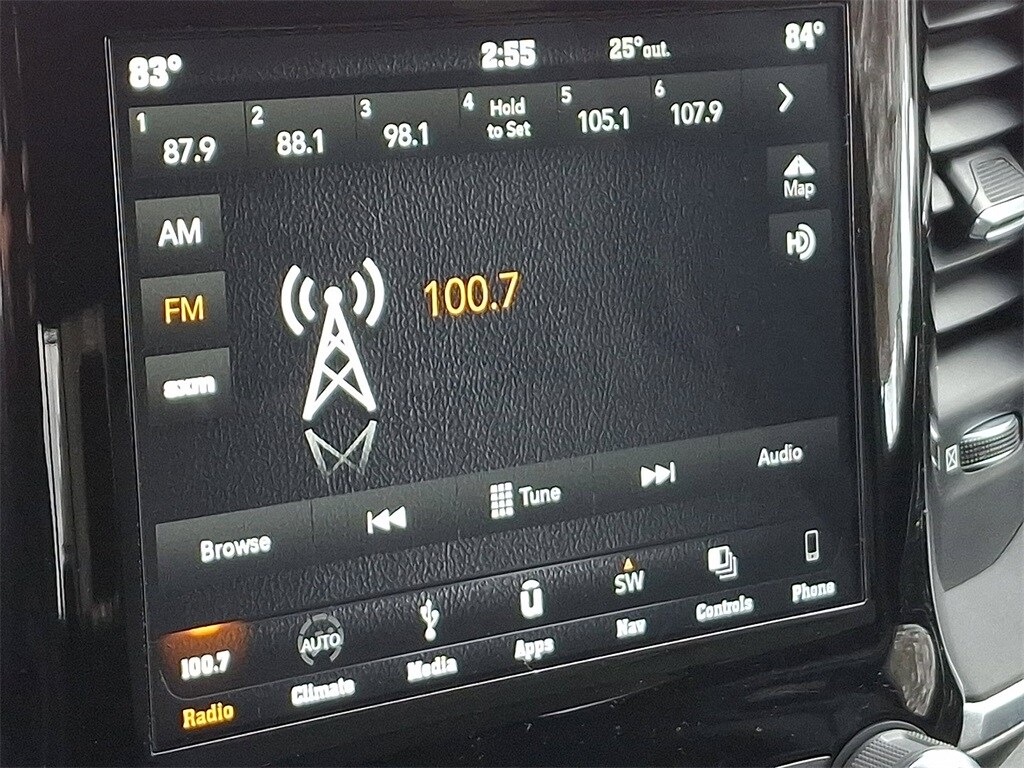 83° 2:55 25° out. 84°
1 87.9
2 88.1
3 98.1
4 Hold to Set
5 105.1
6 107.9
Map
AM
HD
FM
100.7
sxm
Browse
Tune
Audio
100.7
AUTO
SW
Radio
Climate
Media
Apps
Nav
Controls
Phone